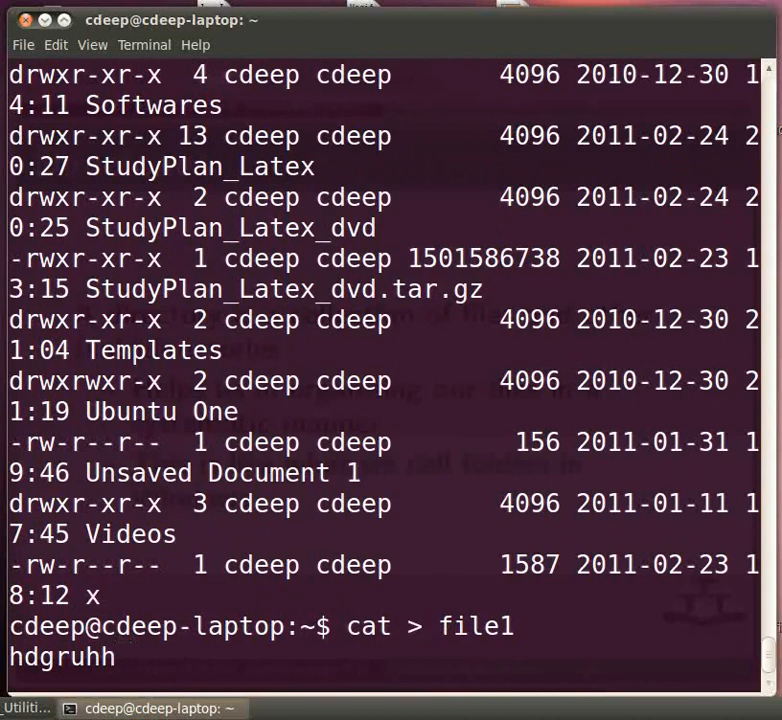 cdeep@cdeep-laptop: ~
File Edit View Terminal Help
drwxr-xr-x 4 cdeep cdeep 4096 2010-12-30 1
4:11 Softwares
drwxr-xr-x 13 cdeep cdeep 4096 2011-02-24 2
0:27 StudyPlan_Latex
drwxr-xr-x 2 cdeep cdeep 4096 2011-02-24 2
0:25 StudyPlan_Latex_dvd
-rwxr-xr-x 1 cdeep cdeep 1501586738 2011-02-23 1
3:15 StudyPlan_Latex_dvd.tar.gz
drwxr-xr-x 2 cdeep cdeep 4096 2010-12-30 2
1:04 Templates
drwxrwxr-x 2 cdeep cdeep 4096 2010-12-30 2
1:19 Ubuntu One
-rw-r--r-- 1 cdeep cdeep 156 2011-01-31 1
9:46 Unsaved Document 1
drwxr-xr-x 3 cdeep cdeep 4096 2011-01-11 1
7:45 Videos
-rw-r--r-- 1 cdeep cdeep 1587 2011-02-23 1
8:12 x
cdeep@cdeep-laptop:~$ cat > file1
hdgruhh
_Utiliti... cdeep@cdeep-laptop: ~